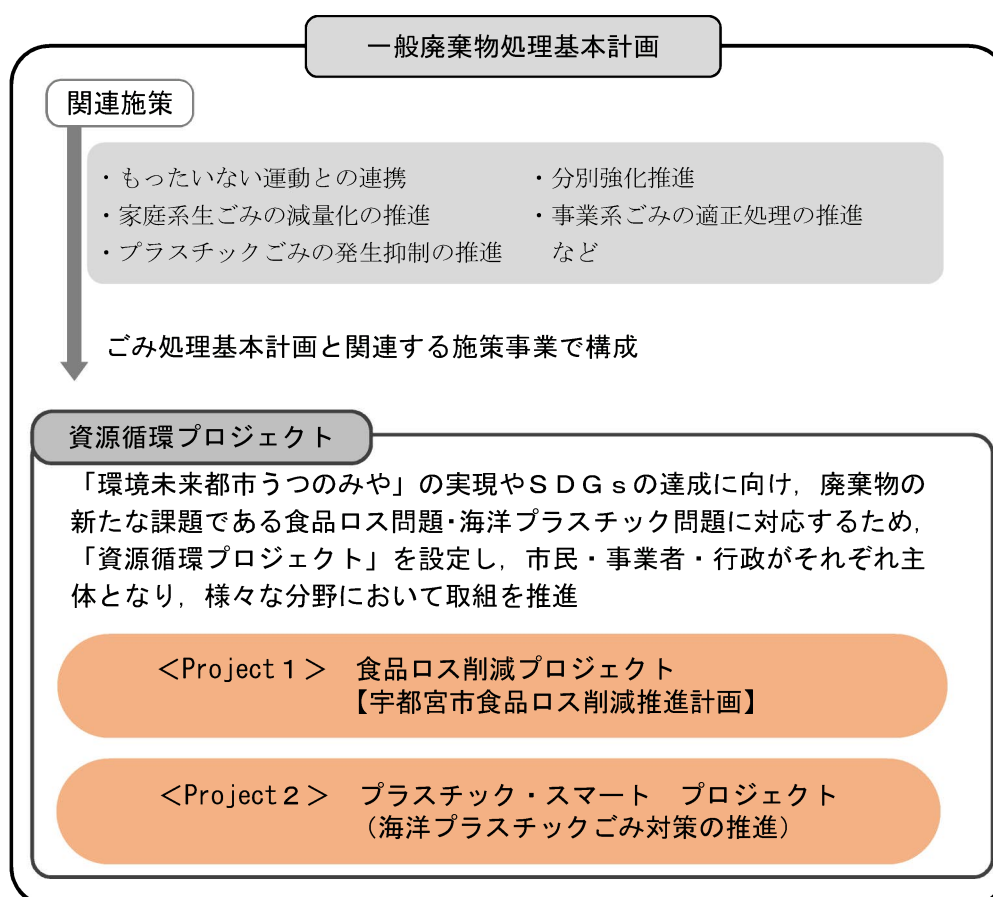 一般廃棄物処理基本計画
関連施策
・もったいない運動との連携
・家庭系生ごみの減量化の推進
・プラスチックごみの発生抑制の推進
・分別強化推進
・事業系ごみの適正処理の推進
など
ごみ処理基本計画と関連する施策事業で構成
資源循環プロジェクト
「環境未来都市うつのみや」の実現やＳＤＧｓの達成に向け，廃棄物の
新たな課題である食品ロス問題・海洋プラスチック問題に対応するため，
「資源循環プロジェクト」を設定し，市民・事業者・行政がそれぞれ主
体となり，様々な分野において取組を推進
＜Project１＞　食品ロス削減プロジェクト
【宇都宮市食品ロス削減推進計画】
＜Project２＞　プラスチック・スマート　プロジェクト
（海洋プラスチックごみ対策の推進）